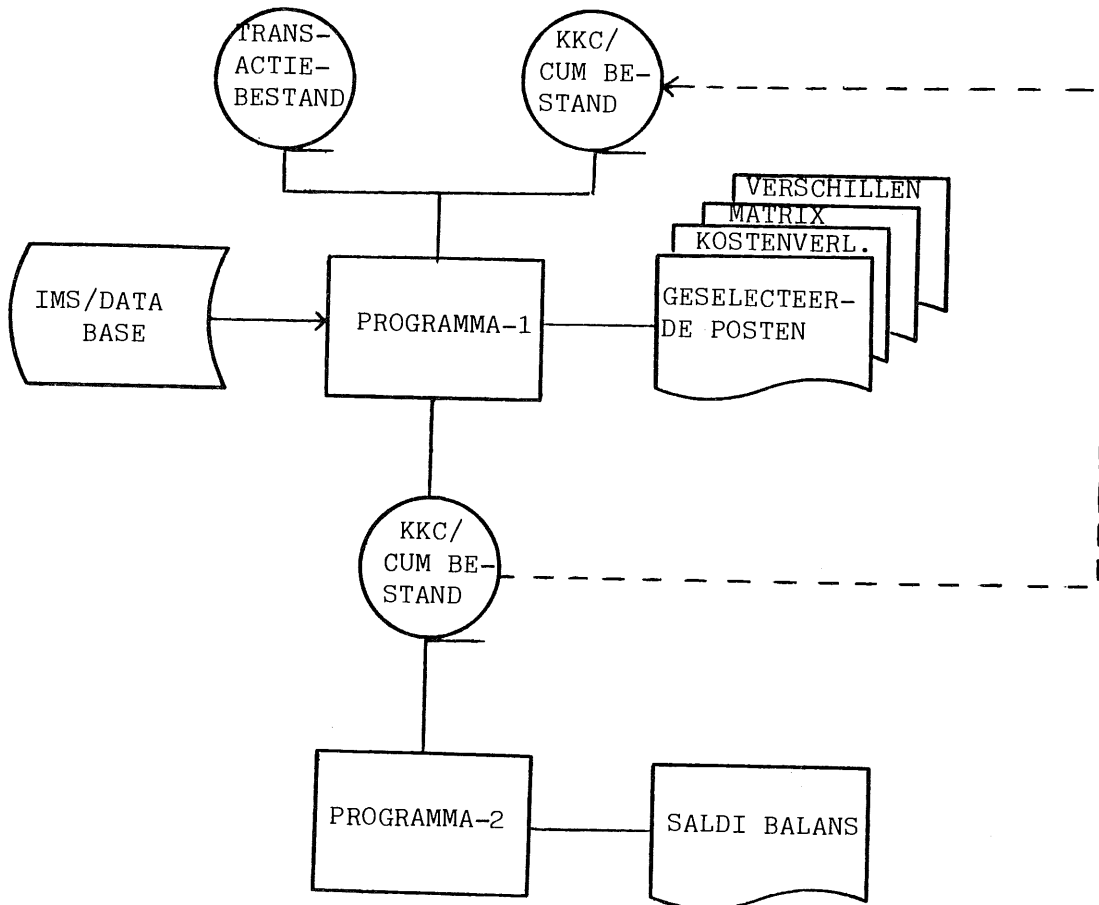 TRANS-
ACTIE-
BESTAND
KKC/
CUM BE-
STAND
VERSCHILLEN
MATRIX
KOSTENVERL.
GESELECTEER-
DE POSTEN
IMS/DATA
BASE
PROGRAMMA-1
KKC/
CUM BE-
STAND
PROGRAMMA-2
SALDI BALANS